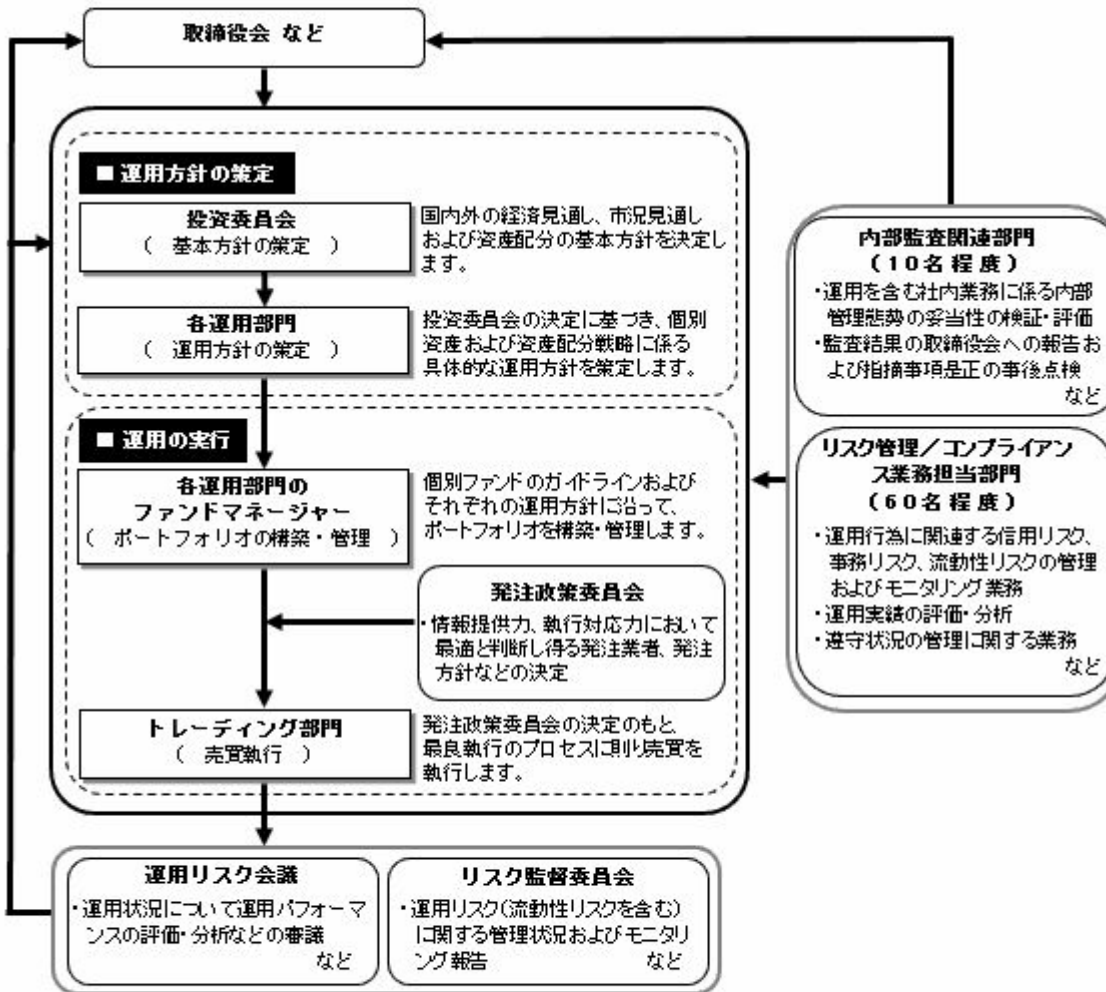 取締役会 など
■ 運用方針の策定
投資委員会
( 基本方針の策定 )
国内外の経済見通し、市況見通し
および資産配分の基本方針を決定し
ます。
各運用部門
( 運用方針の策定 )
投資委員会の決定に基づき、個別
資産および資産配分戦略に係る
具体的な運用方針を策定します。
■ 運用の実行
各運用部門の
ファンドマネージャー
( ポートフォリオの構築・管理 )
個別ファンドのガイドラインおよび
それぞれの運用方針に沿って、
ポートフォリオを構築・管理します。
発注政策委員会
・情報提供力、執行対応力において
最適と判断し得る発注業者、発注
方針などの決定
トレーディング部門
( 売買執行 )
発注政策委員会の決定のもと、
最良執行のプロセスに則り売買を
執行します。
内部監査関連部門
(10名程度)
・運用を含む社内業務に係る内部
管理態勢の妥当性の検証・評価
・監査結果の取締役会への報告お
よび指摘事項是正の事後点検
など
リスク管理/コンプライアン
ス業務担当部門
(60名程度)
・運用行為に関連する信用リスク、
事務リスク、流動性リスクの管理
およびモニタリング業務
・運用実績の評価・分析
・遵守状況の管理に関する業務
など
運用リスク会議
・運用状況について運用パフォーマ
ンスの評価・分析などの審議
など
リスク監督委員会
・運用リスク(流動性リスクを含む)
に関する管理状況およびモニタリ
ング報告 など